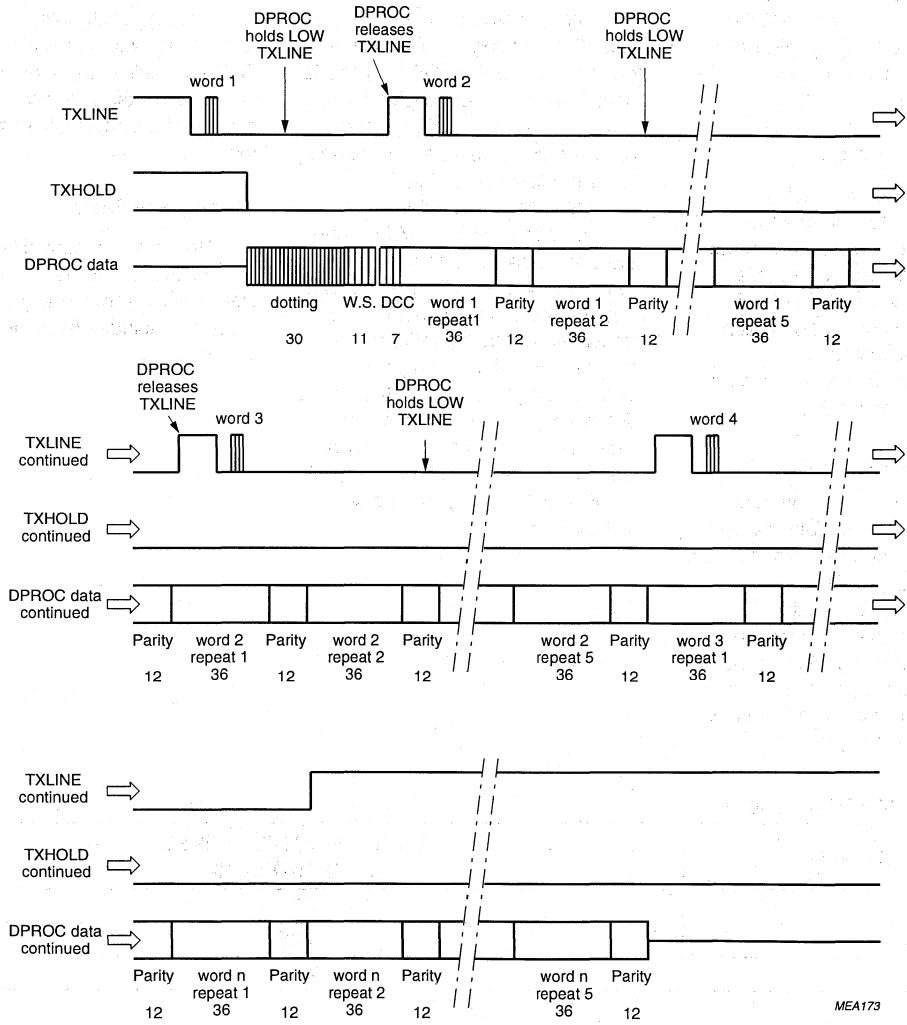 DPROC
holds LOW
TXLINE
DPROC
releases
TXLINE
DPROC
holds LOW
TXLINE
word 1
word 2
TXLINE
TXHOLD
DPROC data
dotting
W.S. DCC
word 1
repeat1
Parity
word 1
repeat 2
Parity
word 1
repeat 5
Parity
30
11
7
36
12
36
12
36
12
DPROC
releases
TXLINE
DPROC
holds LOW
TXLINE
word 3
word 4
TXLINE
continued
TXHOLD
continued
DPROC data
continued
Parity
word 2
repeat 1
Parity
word 2
repeat 2
Parity
word 2
repeat 5
Parity
word 3
repeat 1
Parity
12
36
12
36
12
36
12
36
12
TXLINE
continued
TXHOLD
continued
DPROC data
continued
Parity
word n
repeat 1
Parity
word n
repeat 2
Parity
word n
repeat 5
Parity
12
36
12
36
12
36
12
MEA173